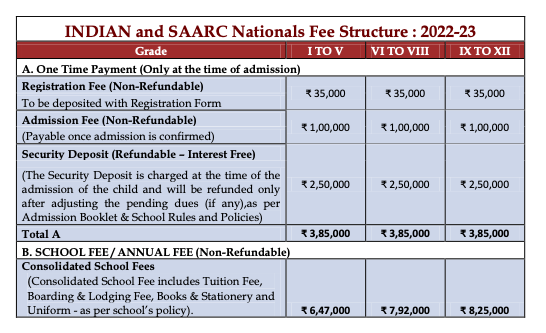 INDIAN and SAARC Nationals Fee Structure : 2022-23
Grade I TO V VI TO VIII IX TO XII
A. One Time Payment (Only at the time of admission)
Registration Fee (Non-Refundable)
To be deposited with Registration Form
₹ 35,000 ₹ 35,000 ₹ 35,000
Admission Fee (Non-Refundable)
(Payable once admission is confirmed)
₹ 1,00,000 ₹ 1,00,000 ₹ 1,00,000
Security Deposit (Refundable – Interest Free)
(The Security Deposit is charged at the time of the
admission of the child and will be refunded only
after adjusting the pending dues (if any),as per
Admission Booklet & School Rules and Policies)
₹ 2,50,000 ₹ 2,50,000 ₹ 2,50,000
Total A ₹ 3,85,000 ₹ 3,85,000 ₹ 3,85,000
B. SCHOOL FEE/ ANNUAL FEE (Non-Refundable)
Consolidated School Fees
(Consolidated School Fee includes Tuition Fee,
Boarding & Lodging Fee, Books & Stationery and
Uniform - as per school's policy).
₹ 6,47,000 ₹ 7,92,000 ₹ 8,25,000